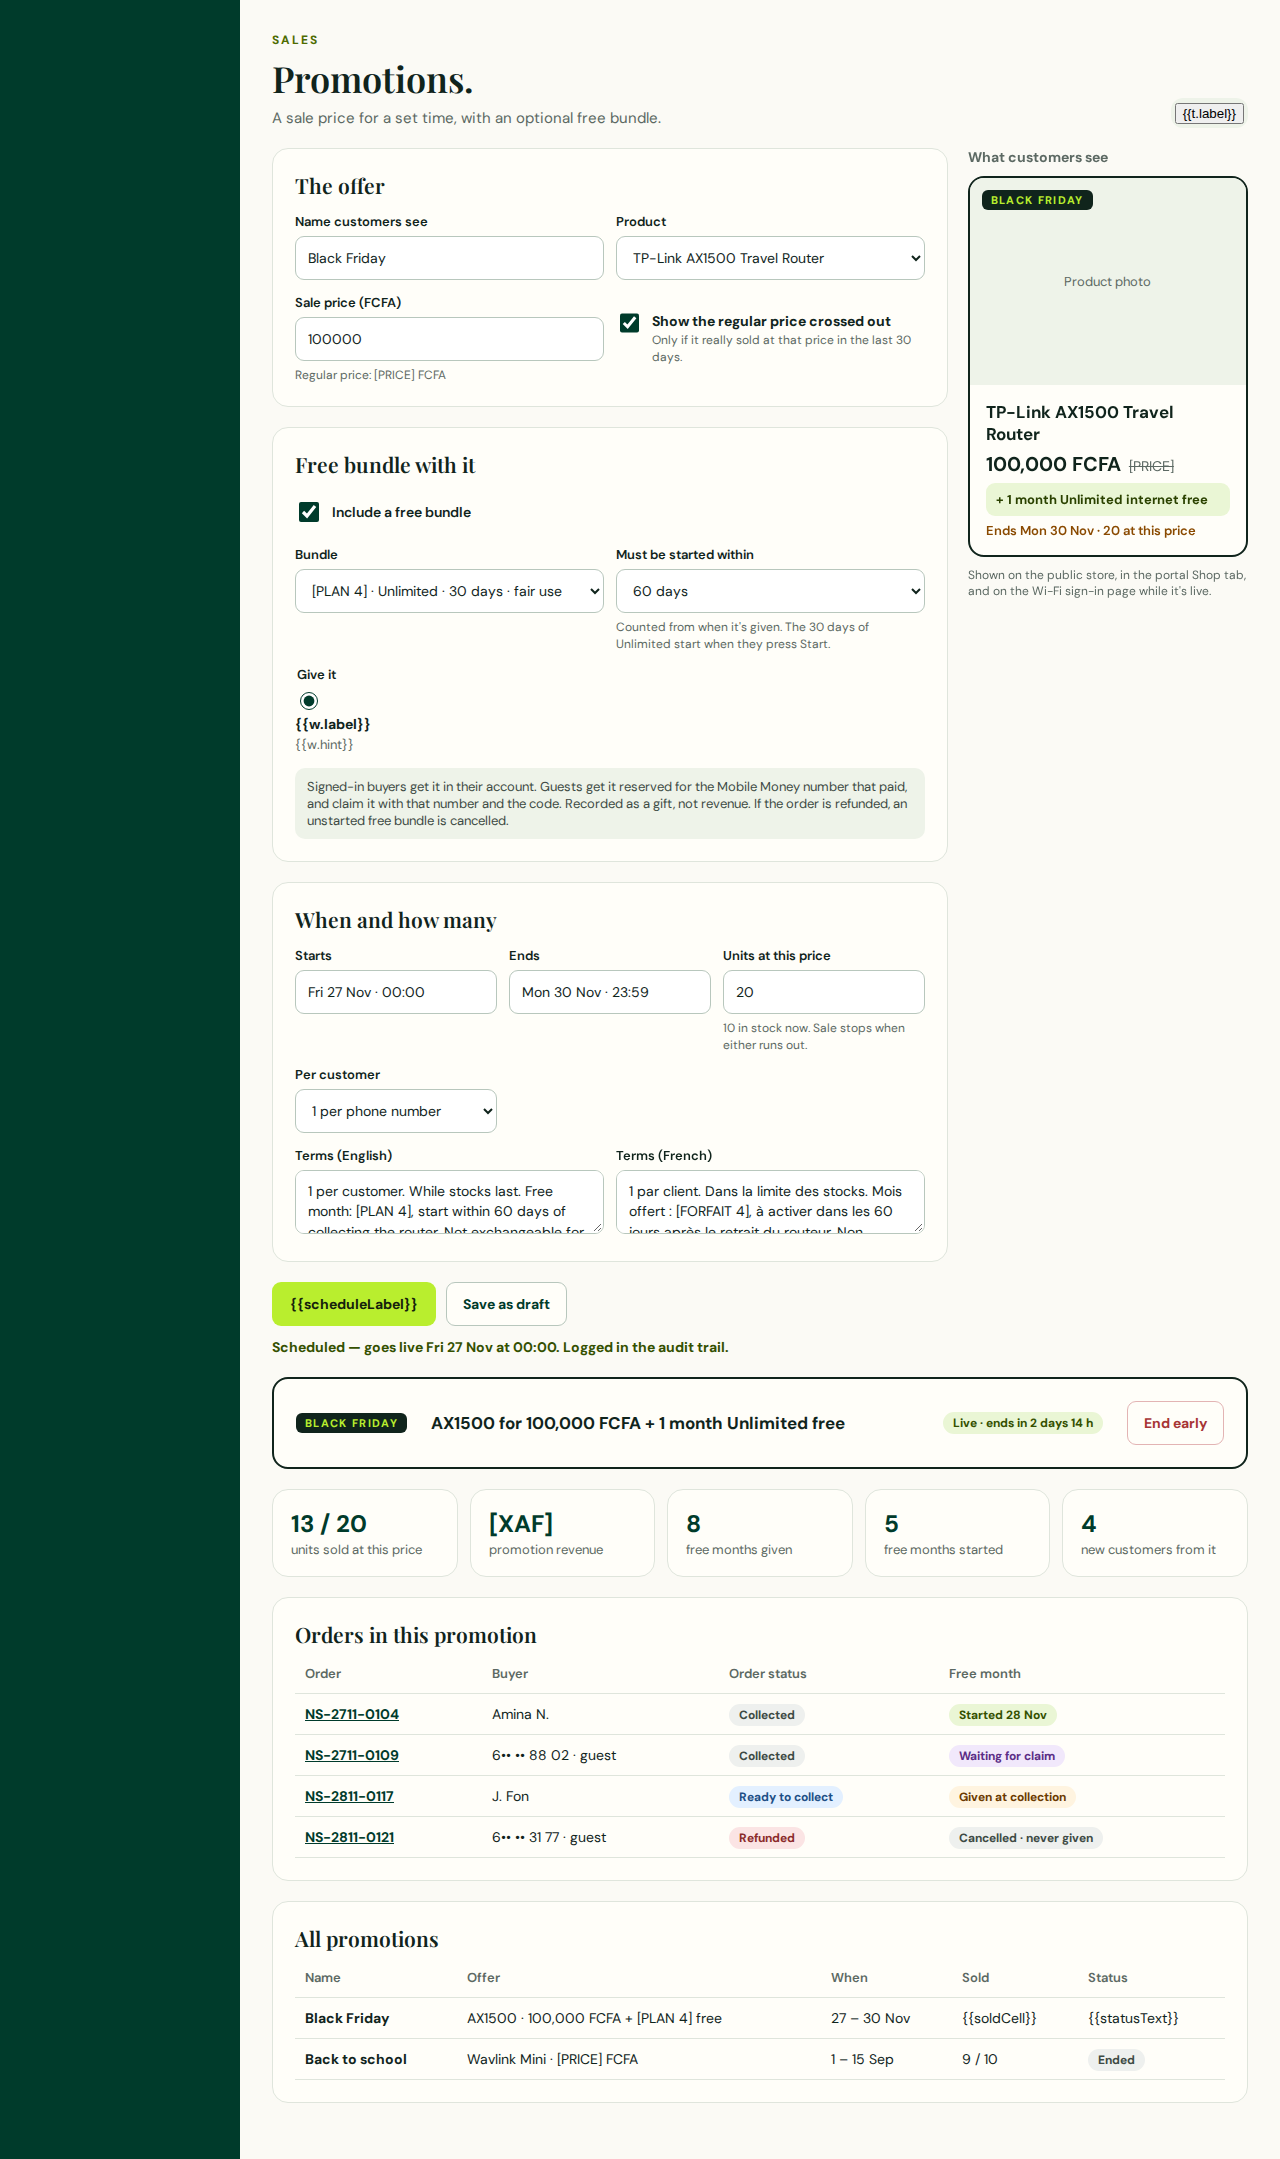 SALES
Promotions.
A sale price for a set time, with an optional free bundle.
{{t.label}}
The offer
Name customers see
Product
Black Friday
TP-Link AX1500 Travel Router
Sale price (FCFA)
100000
Show the regular price crossed out
Only if it really sold at that price in the last 30
days.
Regular price: [PRICE] FCFA
What customers see
BLACK FRIDAY
Product photo
TP-Link AX1500 Travel
Router
100,000 FCFA [PRICE]
+ 1 month Unlimited internet free
Ends Mon 30 Nov · 20 at this price
Shown on the public store, in the portal Shop tab,
and on the Wi-Fi sign-in page while it's live.
Free bundle with it
Include a free bundle
Bundle
Must be started within
[PLAN 4] · Unlimited · 30 days · fair use
60 days
Counted from when it's given. The 30 days of
Unlimited start when they press Start.
Give it
{{w.label}}
{{w.hint}}
Signed-in buyers get it in their account. Guests get it reserved for the Mobile Money number that paid,
and claim it with that number and the code. Recorded as a gift, not revenue. If the order is refunded, an
unstarted free bundle is cancelled.
When and how many
Starts
Ends
Units at this price
Fri 27 Nov · 00:00
Mon 30 Nov · 23:59
20
10 in stock now. Sale stops when
either runs out.
Per customer
1 per phone number
Terms (English)
Terms (French)
1 per customer. While stocks last. Free
month: [PLAN 4], start within 60 days of
collecting the router. Not exchangeable for
1 par client. Dans la limite des stocks. Mois
offert : [FORFAIT 4], à activer dans les 60
jours après le retrait du routeur. Non
{{scheduleLabel}}
Save as draft
Scheduled — goes live Fri 27 Nov at 00:00. Logged in the audit trail.
BLACK FRIDAY
AX1500 for 100,000 FCFA + 1 month Unlimited free
Live · ends in 2 days 14 h
End early
13 / 20
units sold at this price
[XAF]
promotion revenue
8
free months given
5
free months started
4
new customers from it
Orders in this promotion
Order Buyer Order status Free month
NS-2711-0104 Amina N. Collected Started 28 Nov
NS-2711-0109 6•• •• 88 02 · guest Collected Waiting for claim
NS-2811-0117 J. Fon Ready to collect Given at collection
NS-2811-0121 6•• •• 31 77 · guest Refunded Cancelled · never given
All promotions
Name Offer When Sold Status
Black Friday AX1500 · 100,000 FCFA + [PLAN 4] free 27 – 30 Nov {{soldCell}} {{statusText}}
Back to school Wavlink Mini · [PRICE] FCFA 1 – 15 Sep 9 / 10 Ended